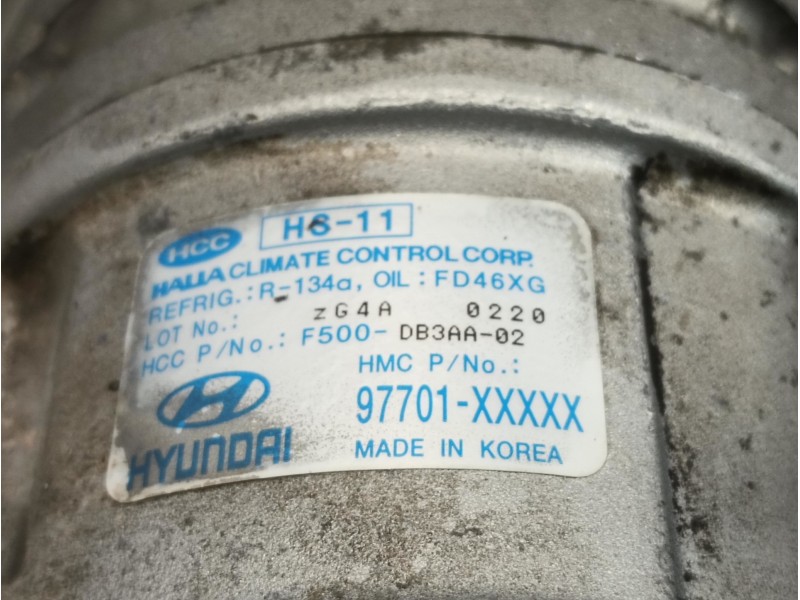 HCC HS-11
HALLA CLIMATE CONTROL CORP.
REFRIG.: R-134a, OIL: FD46XG
LOT No.: zG4A 0220
HCC P/No.: F500-DB3AA-02
HMC P/No.:
97701-XXXXX
HYUNDAI
MADE IN KOREA